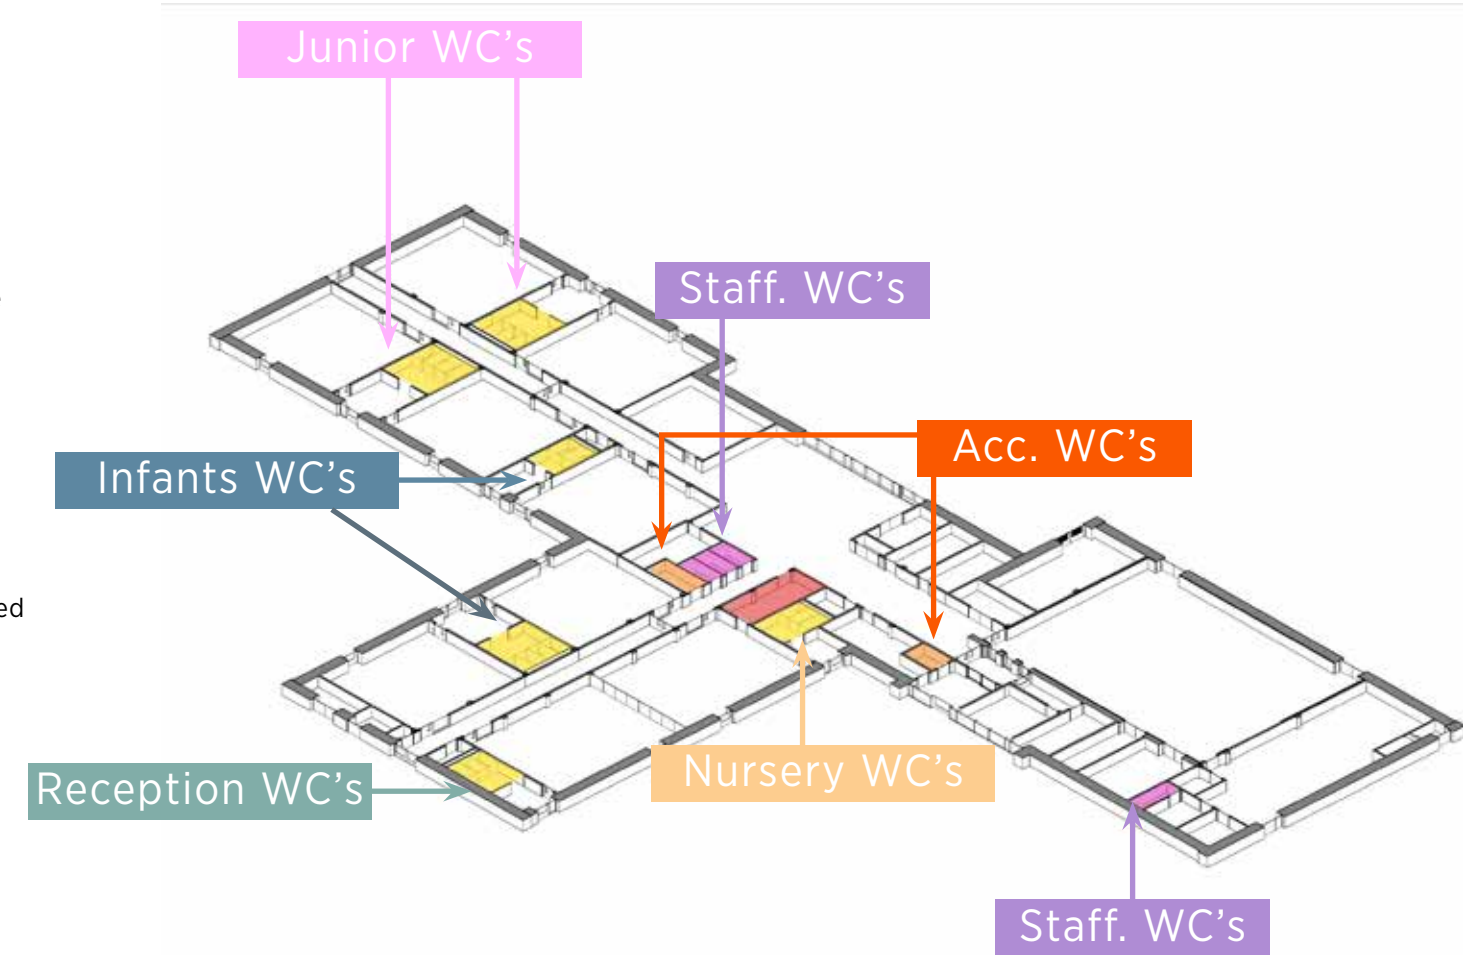 Junior WC’s
Staff. WC’s
Acc. WC’s
Infants WC’s
ed
Nursery WC’s
Reception WC’s
Staff. WC’s